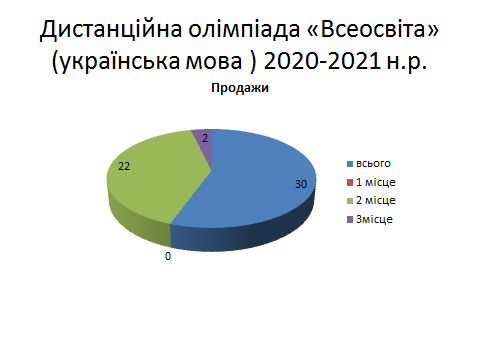 Дистанційна олімпіада «Всеосвіта»
(українська мова ) 2020-2021 н.р.
Продажи
2
22
30
0
всього
1 місце
2 місце
3місце